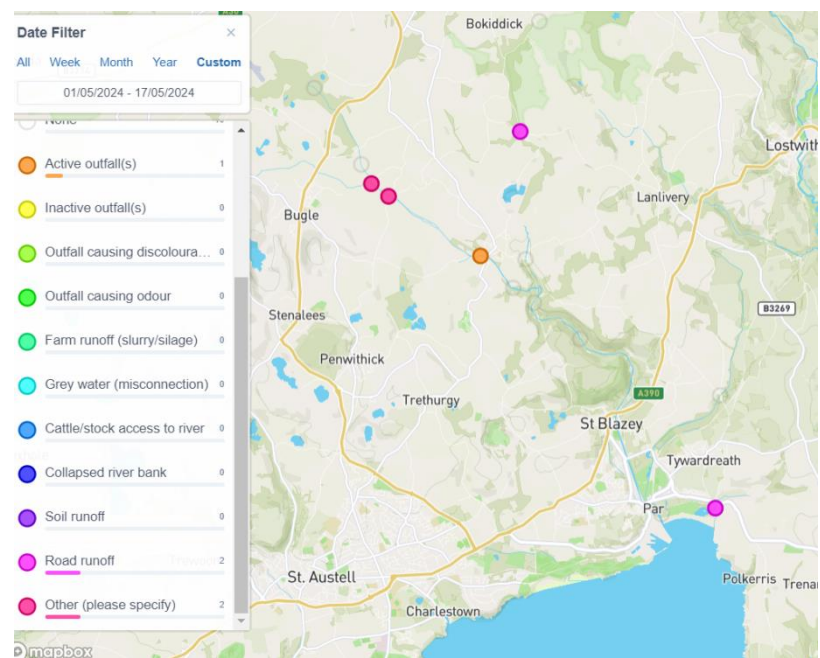 A30
Bokiddick
Date Filter ×
All Week Month Year Custom
01/05/2024 - 17/05/2024
None
Active outfall(s) 1
Inactive outfall(s) 0
Outfall causing discoloura... 0
Outfall causing odour 0
Farm runoff (slurry/silage) 0
Grey water (misconnection) 0
Cattle/stock access to river 0
Collapsed river bank 0
Soil runoff 0
Road runoff 2
Other (please specify) 2
Lostwith
Lanlivery
Bugle
B3269
Stenalees
Penwithick
A390
Trethurgy
St Blazey
Tywardreath
Par
St. Austell
Polkerris Trenar
Charlestown
mapbox